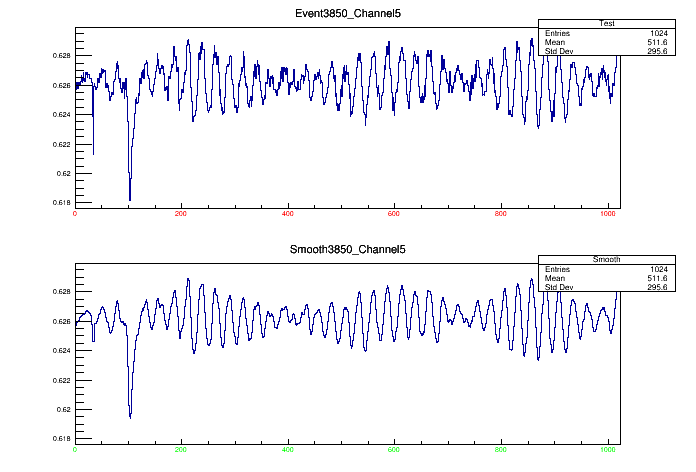 Event3850_Channel5
Test
Entries 1024
Mean 511.6
Std Dev 295.6
0.628
0.626
0.624
0.622
0.62
0.618
0 200 400 600 800 1000
Smooth3850_Channel5
Smooth
Entries 1024
Mean 511.6
Std Dev 295.6
0.628
0.626
0.624
0.622
0.62
0.618
0 200 400 600 800 1000